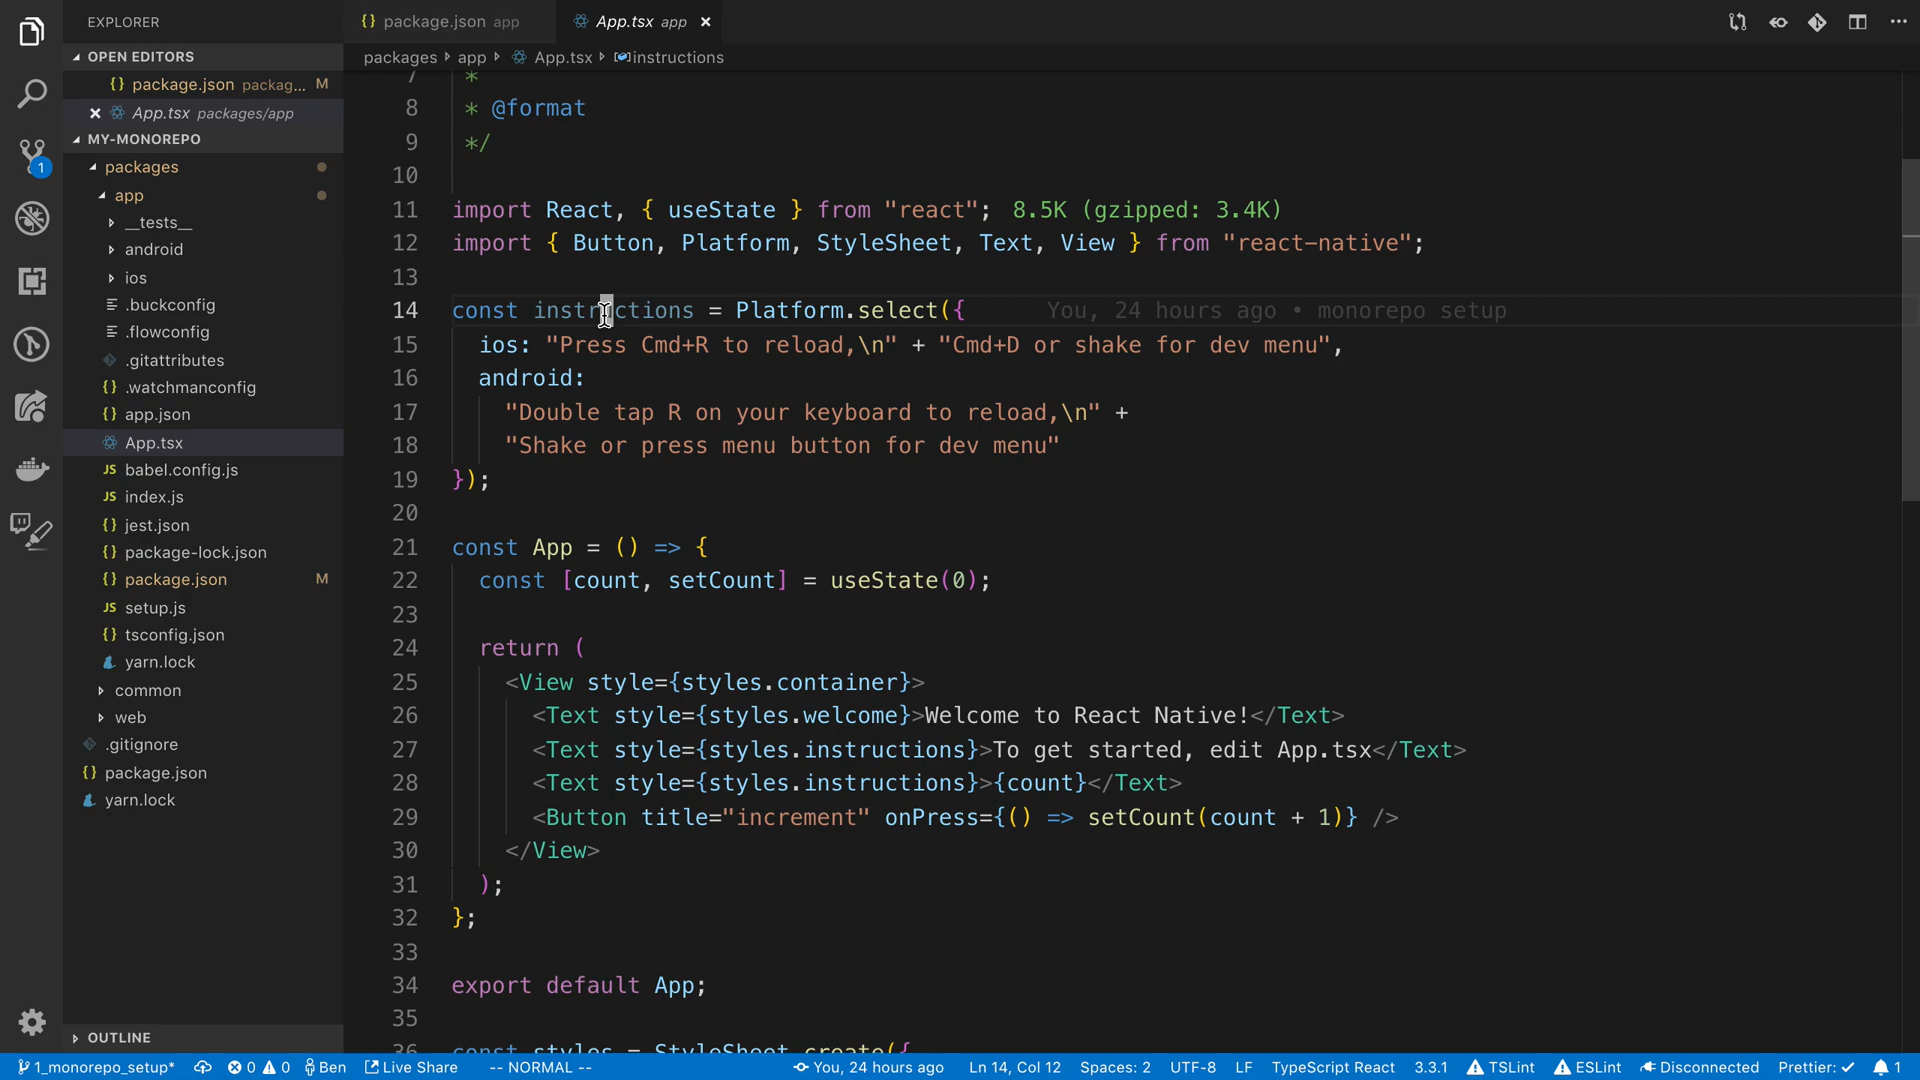 EXPLORER
OPEN EDITORS
{} package.json packag... M
App.tsx packages/app
MY-MONOREPO
packages
app
__tests__
android
ios
.buckconfig
.flowconfig
.gitattributes
{} .watchmanconfig
{} app.json
App.tsx
JS babel.config.js
JS index.js
{} jest.json
{} package-lock.json
{} package.json M
JS setup.js
{} tsconfig.json
yarn.lock
common
web
.gitignore
{} package.json
yarn.lock
OUTLINE
1
{} package.json app
App.tsx app
packages app App.tsx instructions
7 *
8 * @format
9 */
10
11 import React, { useState } from "react"; 8.5K (gzipped: 3.4K)
12 import { Button, Platform, StyleSheet, Text, View } from "react-native";
13
14 const instructions = Platform.select({ You, 24 hours ago • monorepo setup
15 ios: "Press Cmd+R to reload,\n" + "Cmd+D or shake for dev menu",
16 android:
17 "Double tap R on your keyboard to reload,\n" +
18 "Shake or press menu button for dev menu"
19 });
20
21 const App = () => {
22 const [count, setCount] = useState(0);
23
24 return (
25 <View style={styles.container}>
26 <Text style={styles.welcome}>Welcome to React Native!</Text>
27 <Text style={styles.instructions}>To get started, edit App.tsx</Text>
28 <Text style={styles.instructions}>{count}</Text>
29 <Button title="increment" onPress={() => setCount(count + 1)} />
30 </View>
31 );
32 };
33
34 export default App;
35
36 const styles = StyleSheet.create({
1_monorepo_setup* 0 0 Ben Live Share -- NORMAL -- You, 24 hours ago Ln 14, Col 12 Spaces: 2 UTF-8 LF TypeScript React 3.3.1 TSLint ESLint Disconnected Prettier: ✓ 1